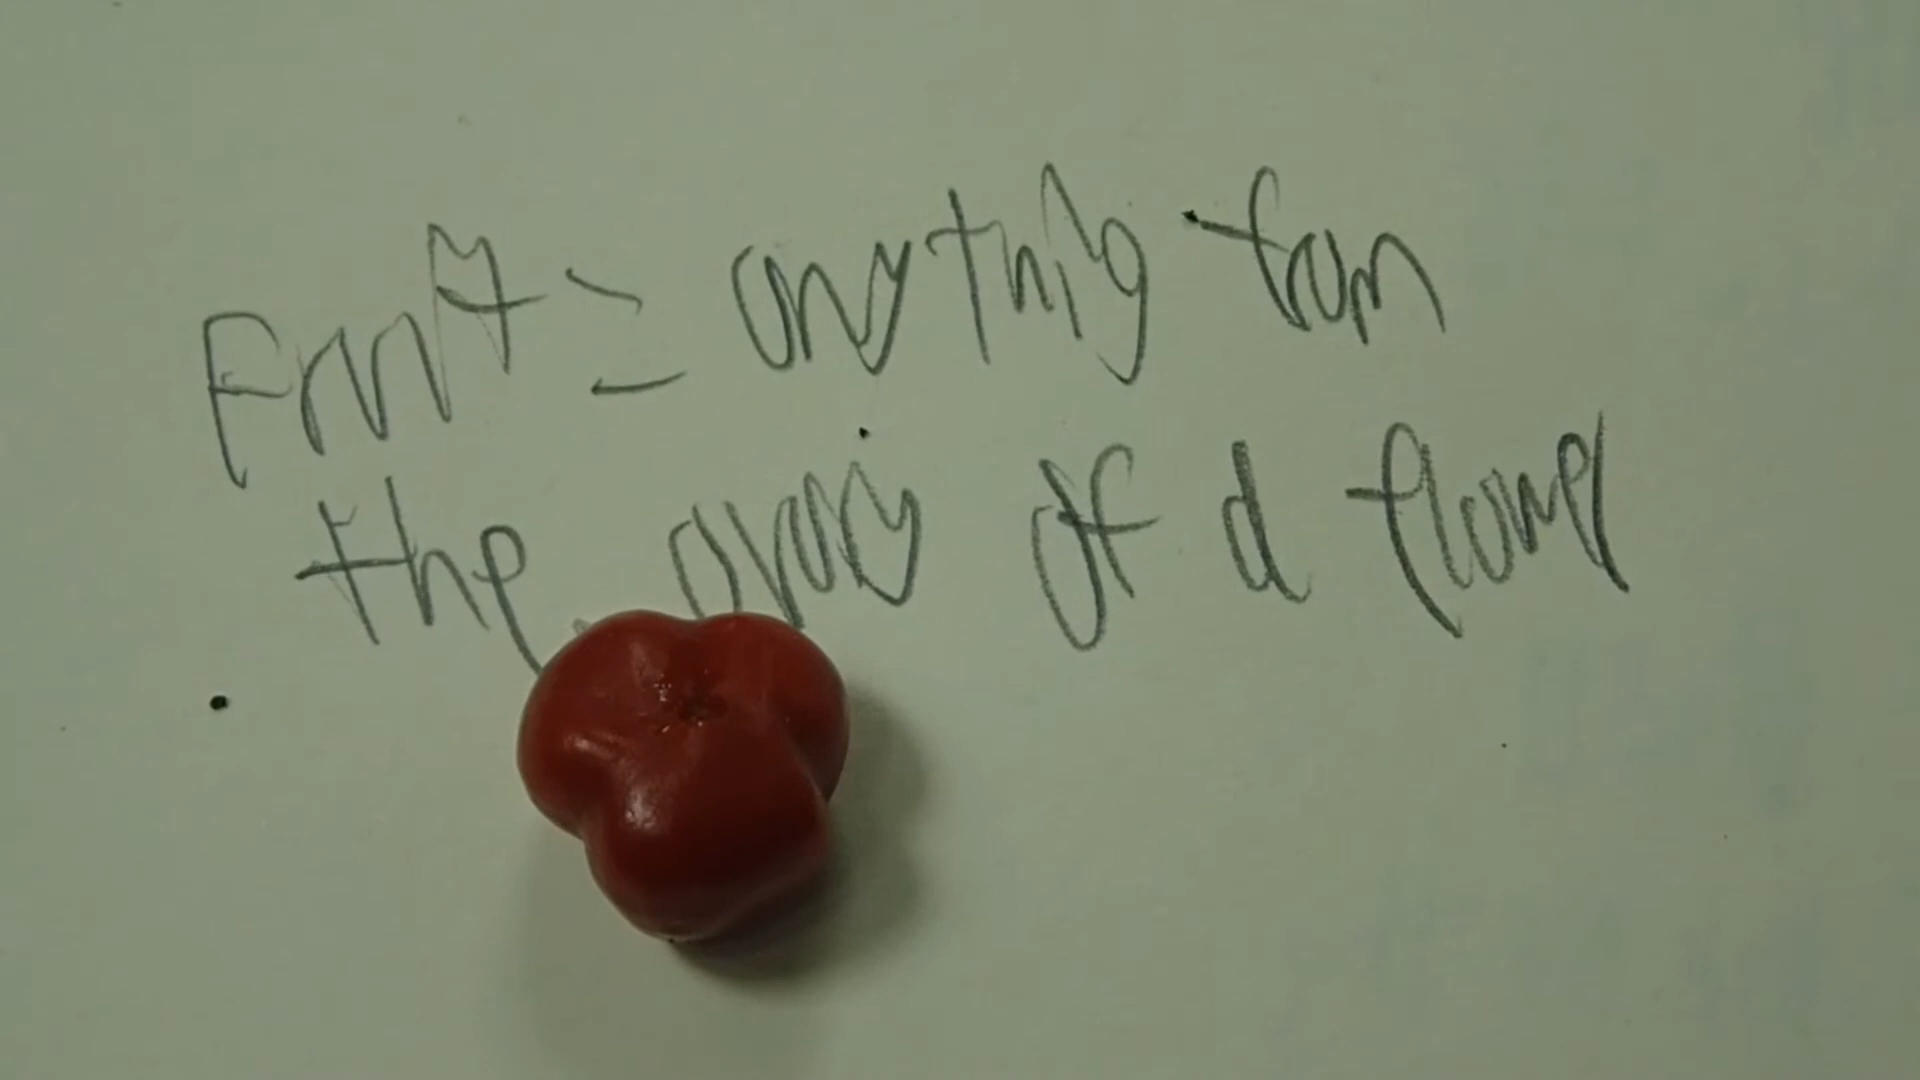 Fruit = anything from
the ovary of a flower